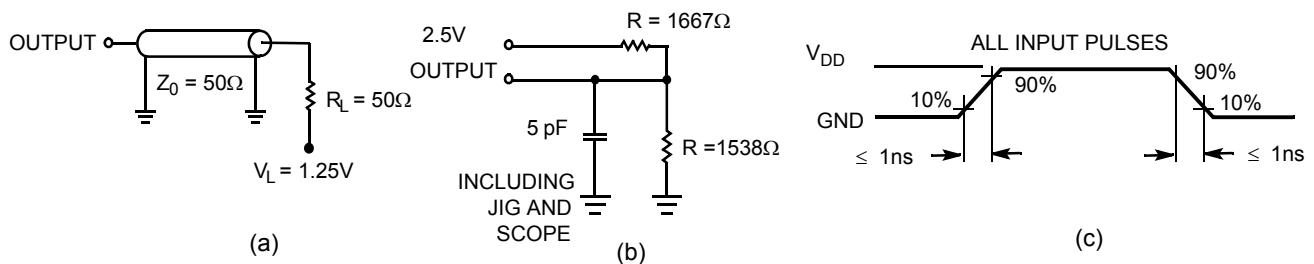 OUTPUT
Z0 = 50Ω
RL = 50Ω
VL = 1.25V
(a)
R = 1667Ω
2.5V
OUTPUT
5 pF
R =1538Ω
INCLUDING
JIG AND
SCOPE
(b)
ALL INPUT PULSES
VDD
GND
10%
90%
90%
10%
≤ 1ns
≤ 1ns
(c)